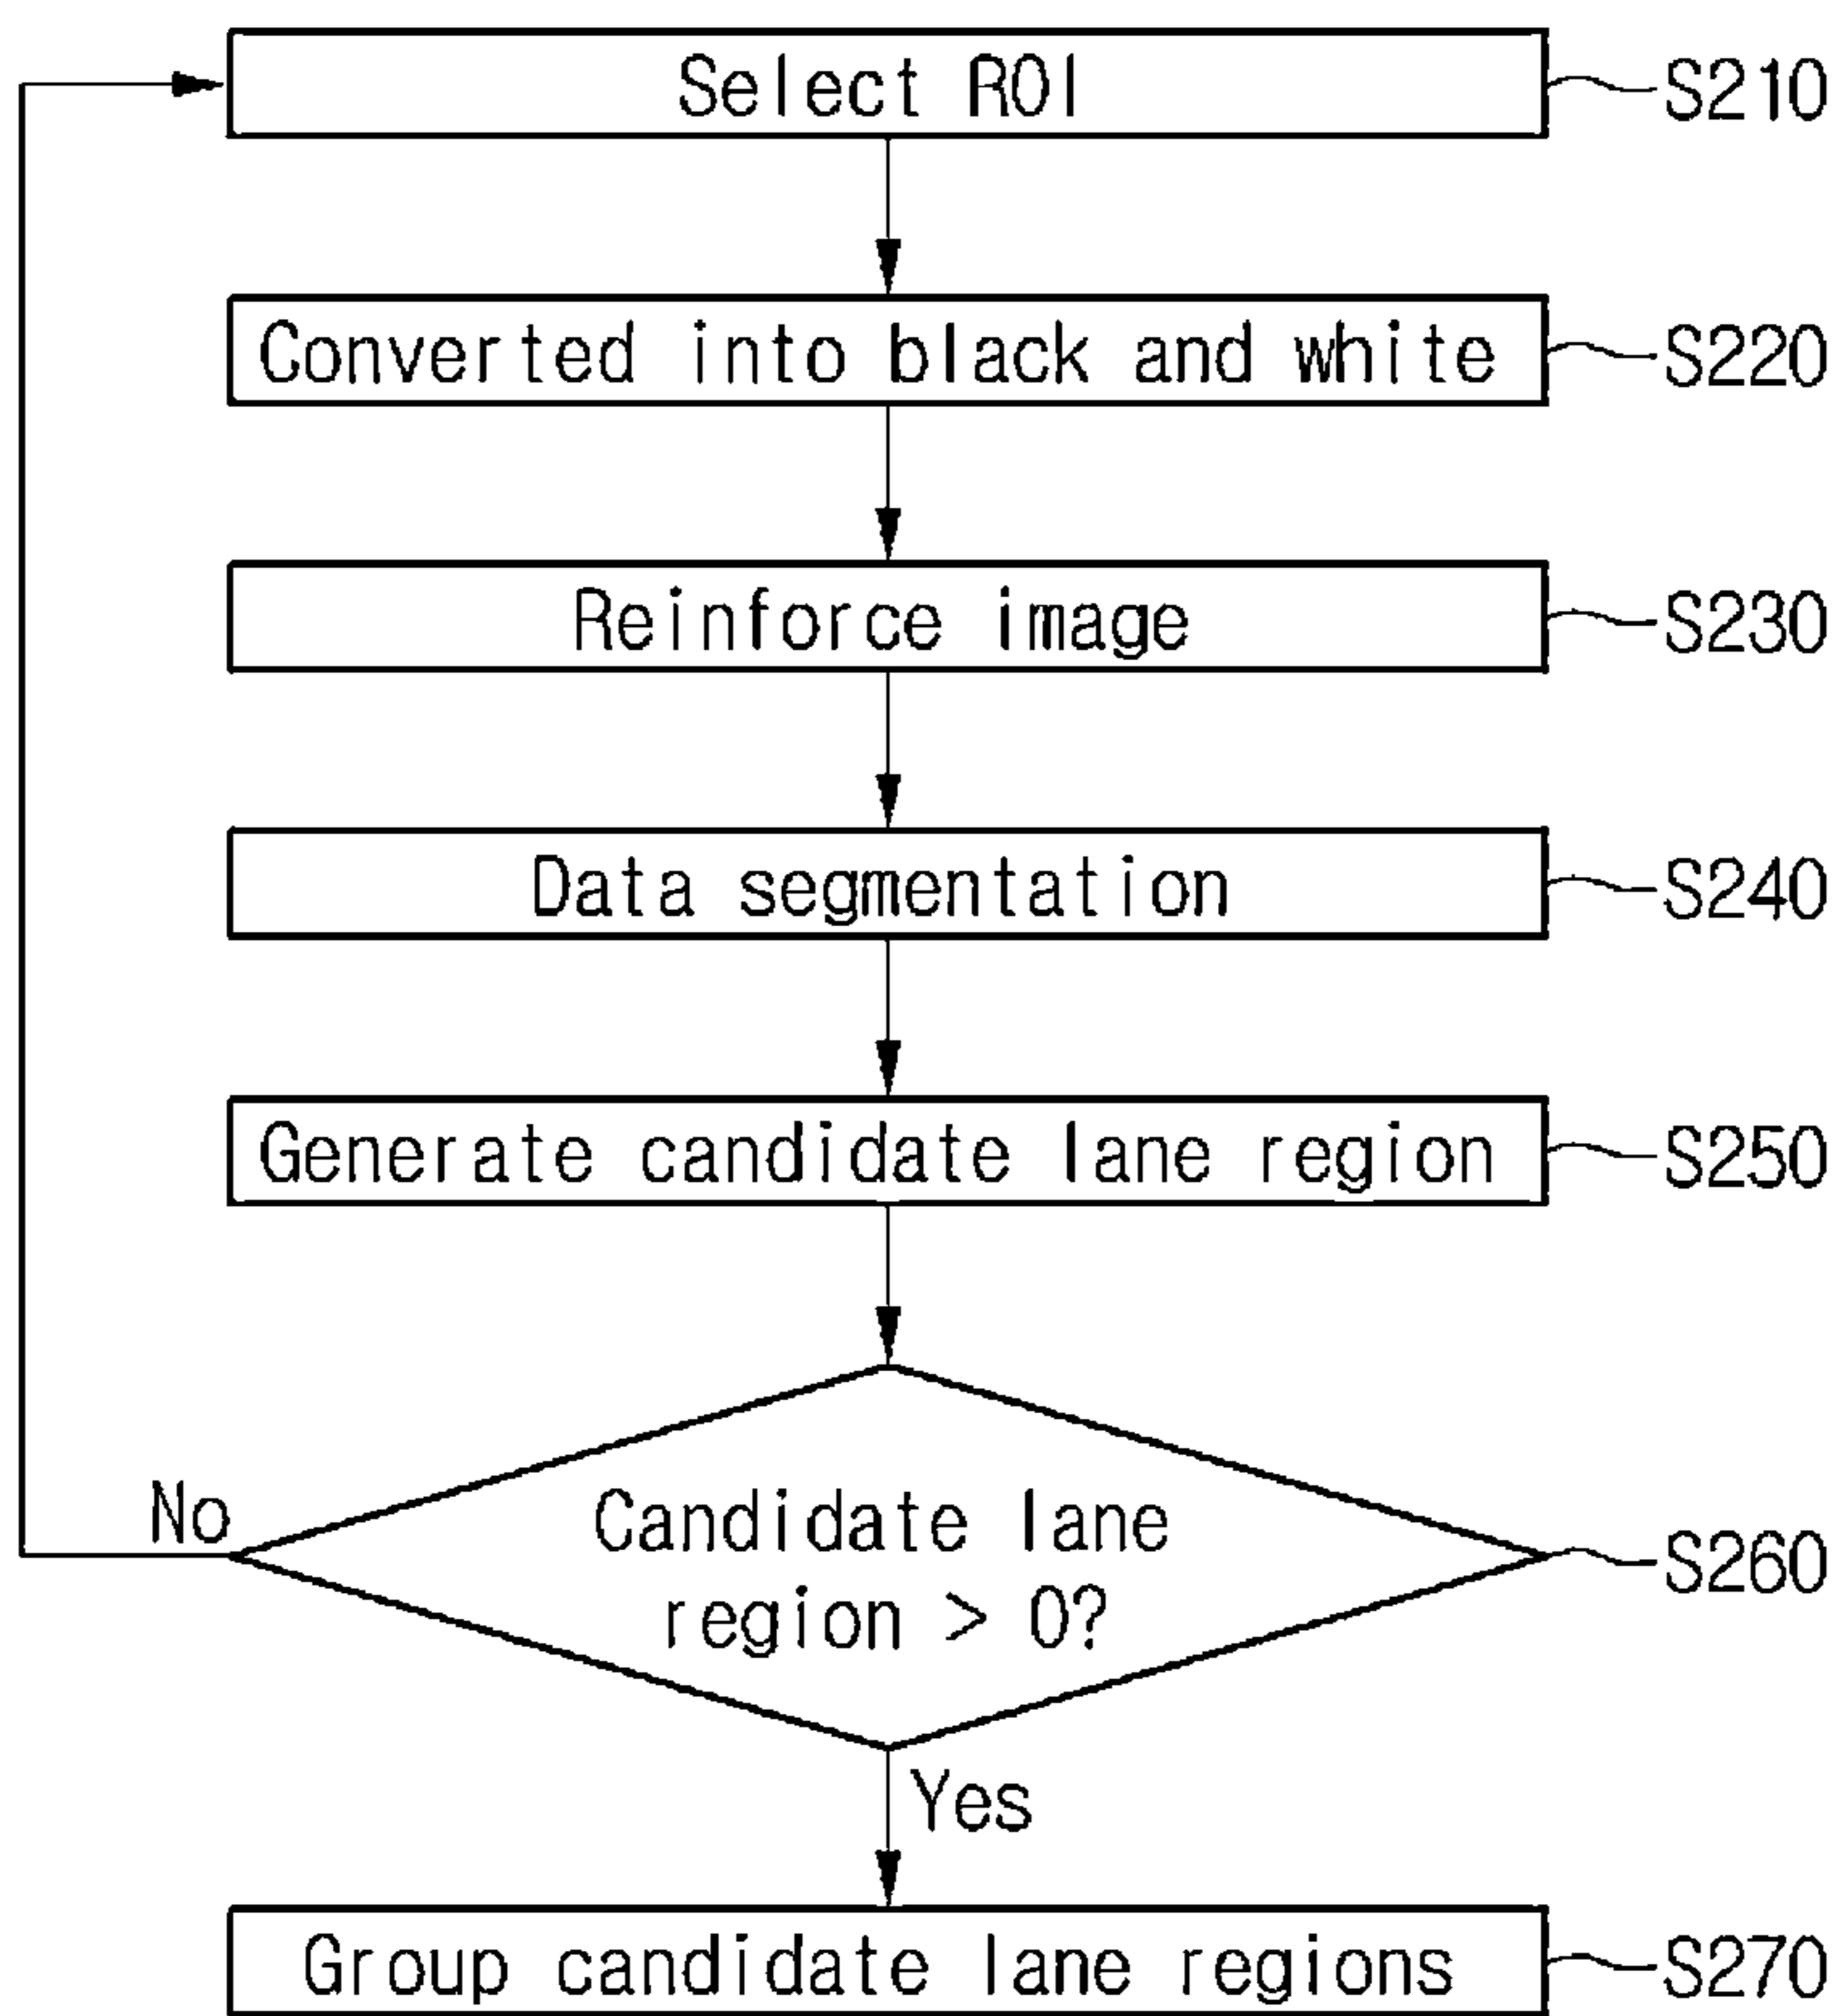 Select ROI
S210
Converted into black and white
S220
Reinforce image
S230
Data segmentation
S240
Generate candidate lane region
S250
No
Candidate lane
region > 0?
S260
Yes
Group candidate lane regions
S270